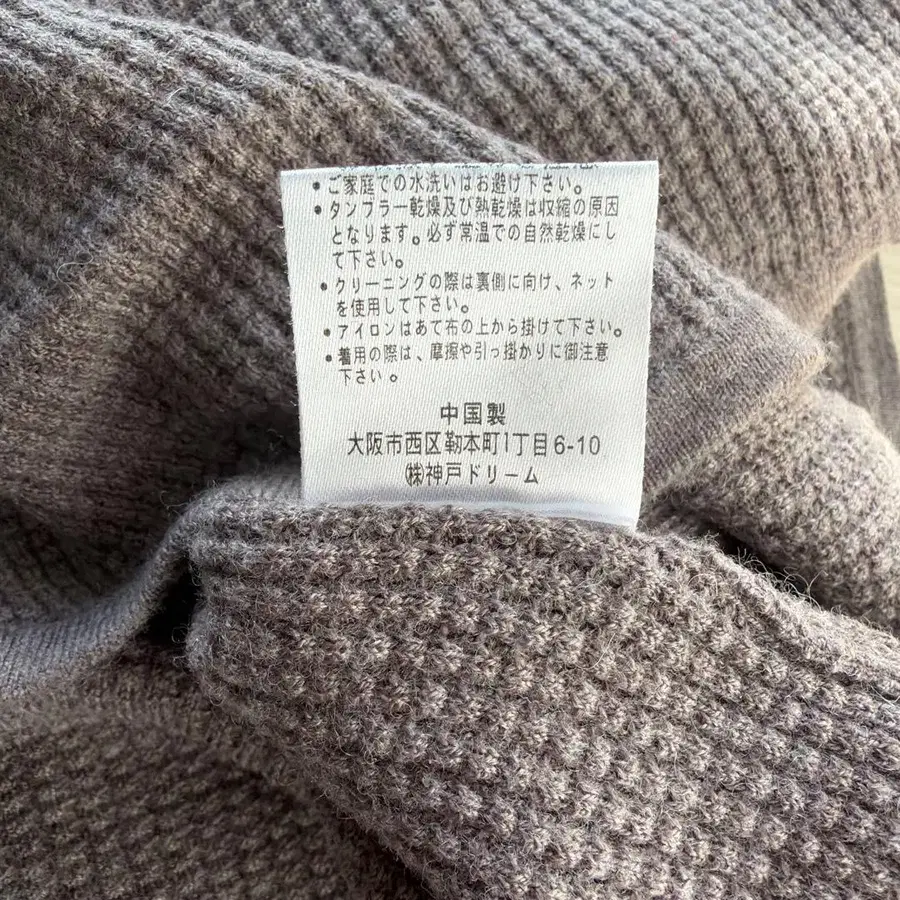 ・ご家庭での水洗いはお避け下さい。
・タンブラー乾燥及び熱乾燥は収縮の原因
となります。必ず常温での自然乾燥にし
て下さい。
・クリーニングの際は裏側に向け、ネット
を使用して下さい。
・アイロンはあて布の上から掛けて下さい。
・着用の際は、摩擦や引っ掛かりに御注意
下さい。
中国製
大阪市西区靭本町1丁目6-10
㈱神戸ドリーム